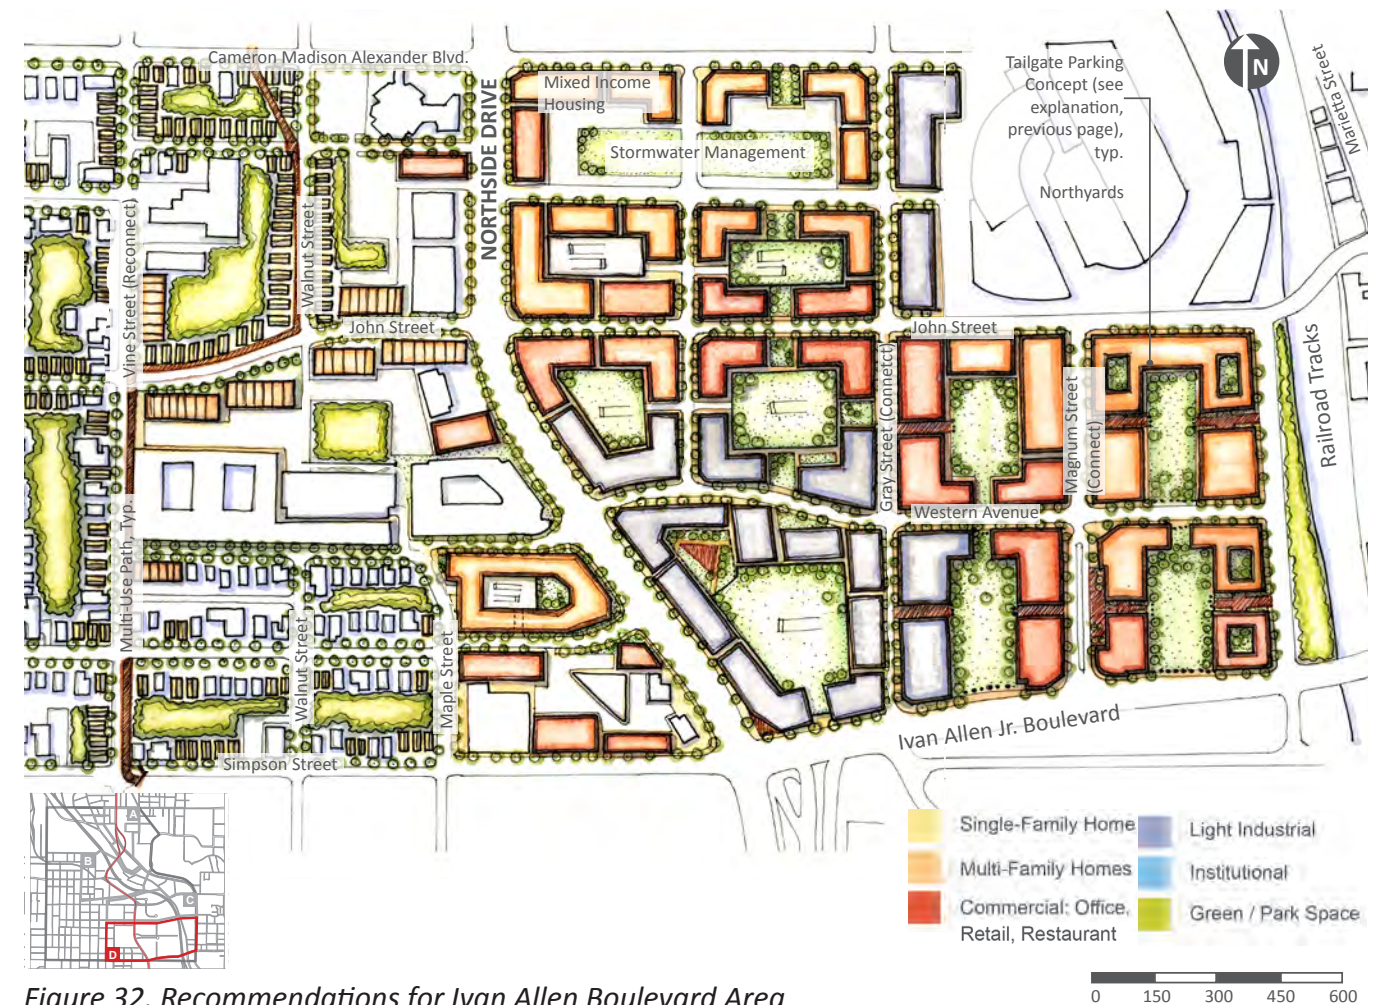 Cameron Madison Alexander Blvd.
NORTHSIDE DRIVE
Mixed Income
Housing
Stormwater Management
Tailgate Parking
Concept (see
explanation,
previous page),
typ.
Northyards
N
Marietta Street
Vine Street (Reconnect)
Walnut Street
John Street
John Street
Gray Street (Connetct)
Magnum Street
(Connect)
Railroad Tracks
Western Avenue
Multi-Use Path, Typ.
Walnut Street
Maple Street
Simpson Street
Ivan Allen Jr. Boulevard
A
B
C
D
Single-Family Home
Multi-Family Homes
Commercial: Office,
Retail, Restaurant
Light Industrial
Institutional
Green / Park Space
0 150 300 450 600
Figure 32. Recommendations for Ivan Allen Boulevard Area